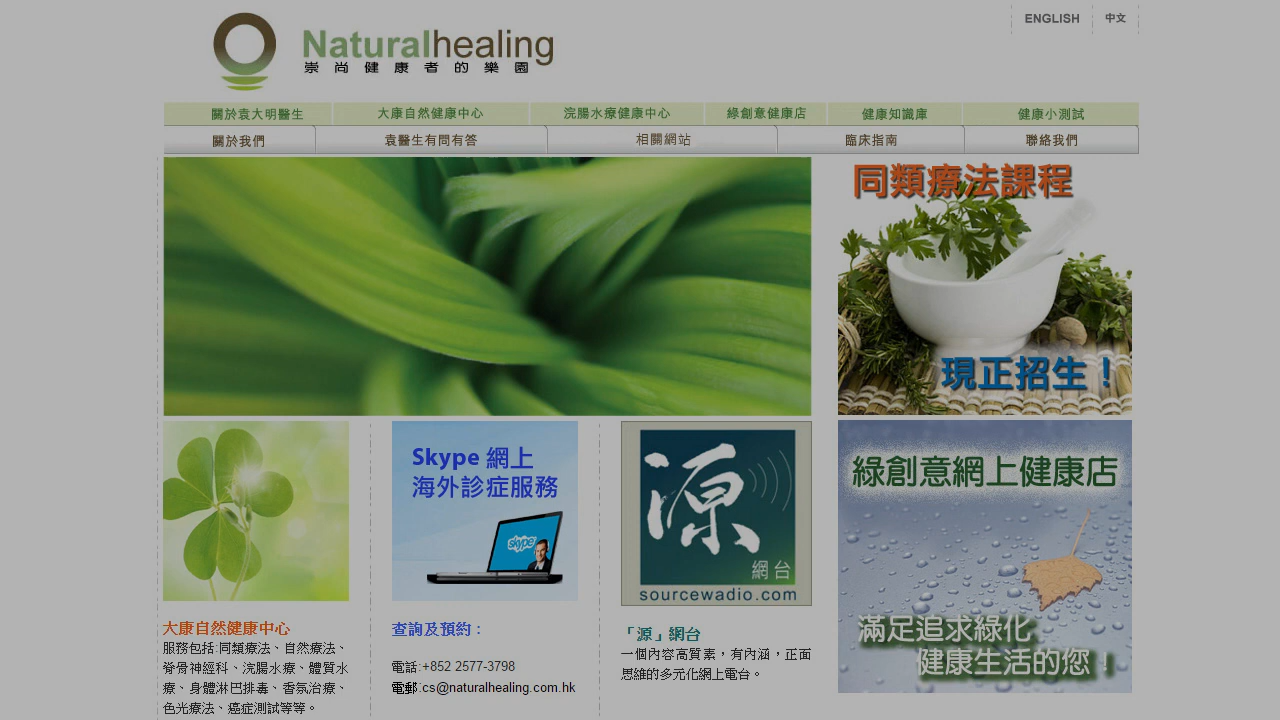 ENGLISH 中文
Naturalhealing
崇尚健康者的樂園
關於袁大明醫生 大康自然健康中心 浣腸水療健康中心 綠創意健康店 健康知識庫 健康小測試
關於我們 袁醫生有問有答 相關網站 臨床指南 聯絡我們
同類療法課程
現正招生！
Skype 網上
海外診症服務
skype
源
網台
sourcewadio.com
綠創意網上健康店
滿足追求綠化
健康生活的您！
大康自然健康中心
服務包括:同類療法、自然療法、
脊骨神經科、浣腸水療、鑽石水
療、身體淋巴排毒、香氣治療、
色光療法、癌症測試等等。
查詢及預約：
電話:+852 2577-3798
電郵:cs@naturalhealing.com.hk
「源」網台
一個內容高質素，有內涵，正面
思維的多元化網上電台。